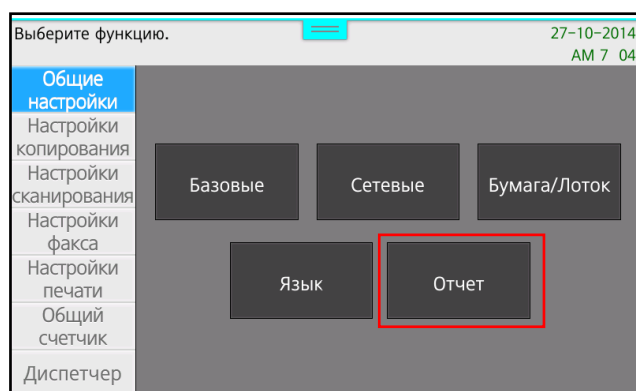 Выберите функцию.
27-10-2014
AM 7 04
Общие
настройки
Настройки
копирования
Настройки
сканирования
Настройки
факса
Настройки
печати
Общий
счетчик
Диспетчер
Базовые
Сетевые
Бумага/Лоток
Язык
Отчет